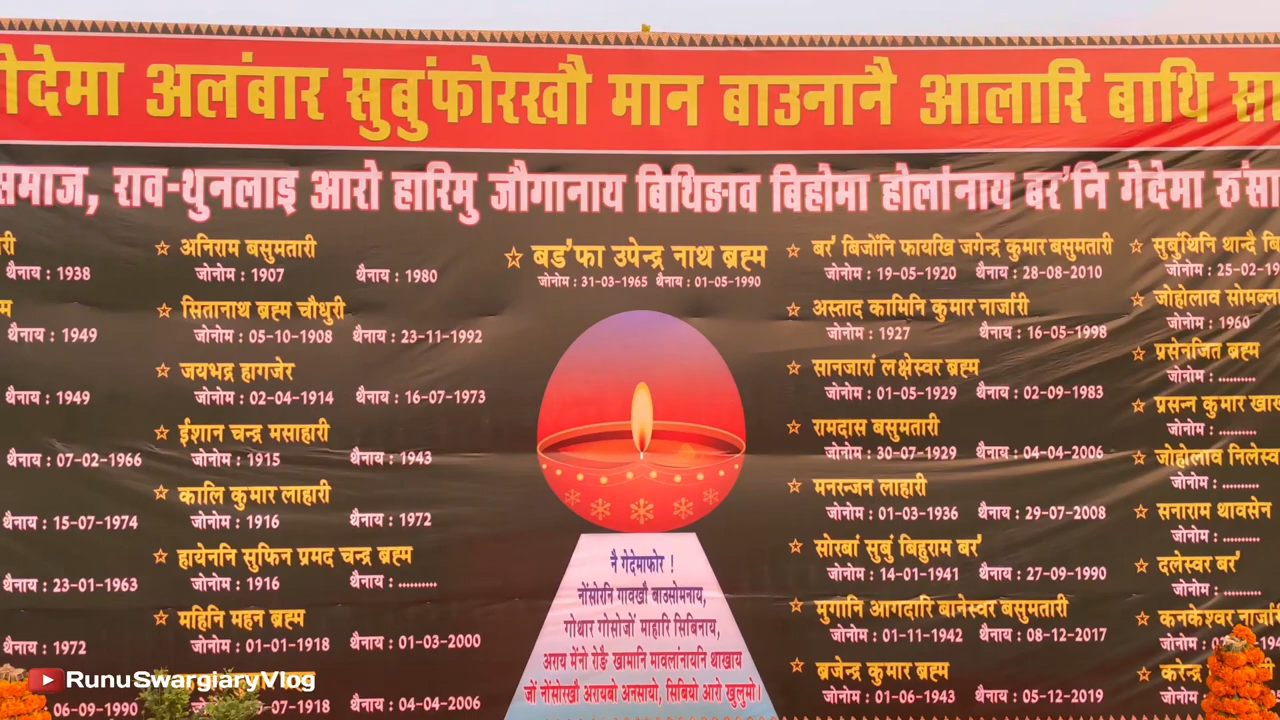 अलंबार सुबुंफोरखौ मान बाउनानै आलारि बाथि
समाज, राव-थुनलाइ आरो हारिमु जौगानाय बिथिङाव बिहोमा होलांनाय बर'नि गेदेमा
थैनाय : 1938
थैनाय : 1949
थैनाय : 1949
थैनाय : 07-02-1966
थैनाय : 15-07-1974
थैनाय : 23-01-1963
थैनाय : 1972
06-09-1990
☆ अनिराम बसुमतारी
जोनोम : 1907 थैनाय : 1980
☆ सितानाथ ब्रह्म चौधुरी
जोनोम : 05-10-1908 थैनाय : 23-11-1992
☆ जयभद्र हागजेर
जोनोम : 02-04-1914 थैनाय : 16-07-1973
☆ ईशान चन्द्र मसाहारी
जोनोम : 1915 थैनाय : 1943
☆ कालि कुमार लाहारी
जोनोम : 1916 थैनाय : 1972
☆ हायेननि सुफिन प्रमद चन्द्र ब्रह्म
जोनोम : 1916 थैनाय : ..........
☆ महिनि महन ब्रह्म
जोनोम : 01-01-1918 थैनाय : 01-03-2000
-07-1918 थैनाय : 04-04-2006
☆ बड'फा उपेन्द्र नाथ ब्रह्म
जोनोम : 31-03-1965 थैनाय : 01-05-1990
नै गेदेमाफोर !
नोंसोरनि गावखौ बाउसोमनाय,
गोथार गोसोजों माहारि सिबिनाय,
अराय मेंनो रोङै खामानि मावलांनायनि थाखाय
जों नोंसोरखौ अरायबो अनसायो, सिबियो आरो खुलुमो।
☆ बर' बिजोंनि फायखि जगेन्द्र कुमार बसुमतारी
जोनोम : 19-05-1920 थैनाय : 28-08-2010
☆ अस्ताद कामिनि कुमार नार्जारी
जोनोम : 1927 थैनाय : 16-05-1998
☆ सानजारां लक्षेस्वर ब्रह्म
जोनोम : 01-05-1929 थैनाय : 02-09-1983
☆ रामदास बसुमतारी
जोनोम : 30-07-1929 थैनाय : 04-04-2006
☆ मनरन्जन लाहारी
जोनोम : 01-03-1936 थैनाय : 29-07-2008
☆ सोरबां सुबुं बिहुराम बर'
जोनोम : 14-01-1941 थैनाय : 27-09-1990
☆ मुगानि आगदारि बानेस्वर बसुमतारी
जोनोम : 01-11-1942 थैनाय : 08-12-2017
☆ ब्रजेन्द्र कुमार ब्रह्म
जोनोम : 01-06-1943 थैनाय : 05-12-2019
☆ सुबुंथिनि थान्दै
जोनोम : 25-02-19
☆ जोहोलाव
जोनोम : 1960
☆ प्रसेनजित ब्रह्म
जोनोम : ..........
☆ प्रसन्न कुमार
जोनोम : ..........
☆ जोहोलाव
जोनोम : ..........
☆ सनाराम थावसेन
जोनोम : ..........
☆ दलेस्वर बर'
जोनोम : ..........
☆ कनकेश्वर
जोनोम :
☆ करेन्द्र
जोनोम
RunuSwargiaryVlog